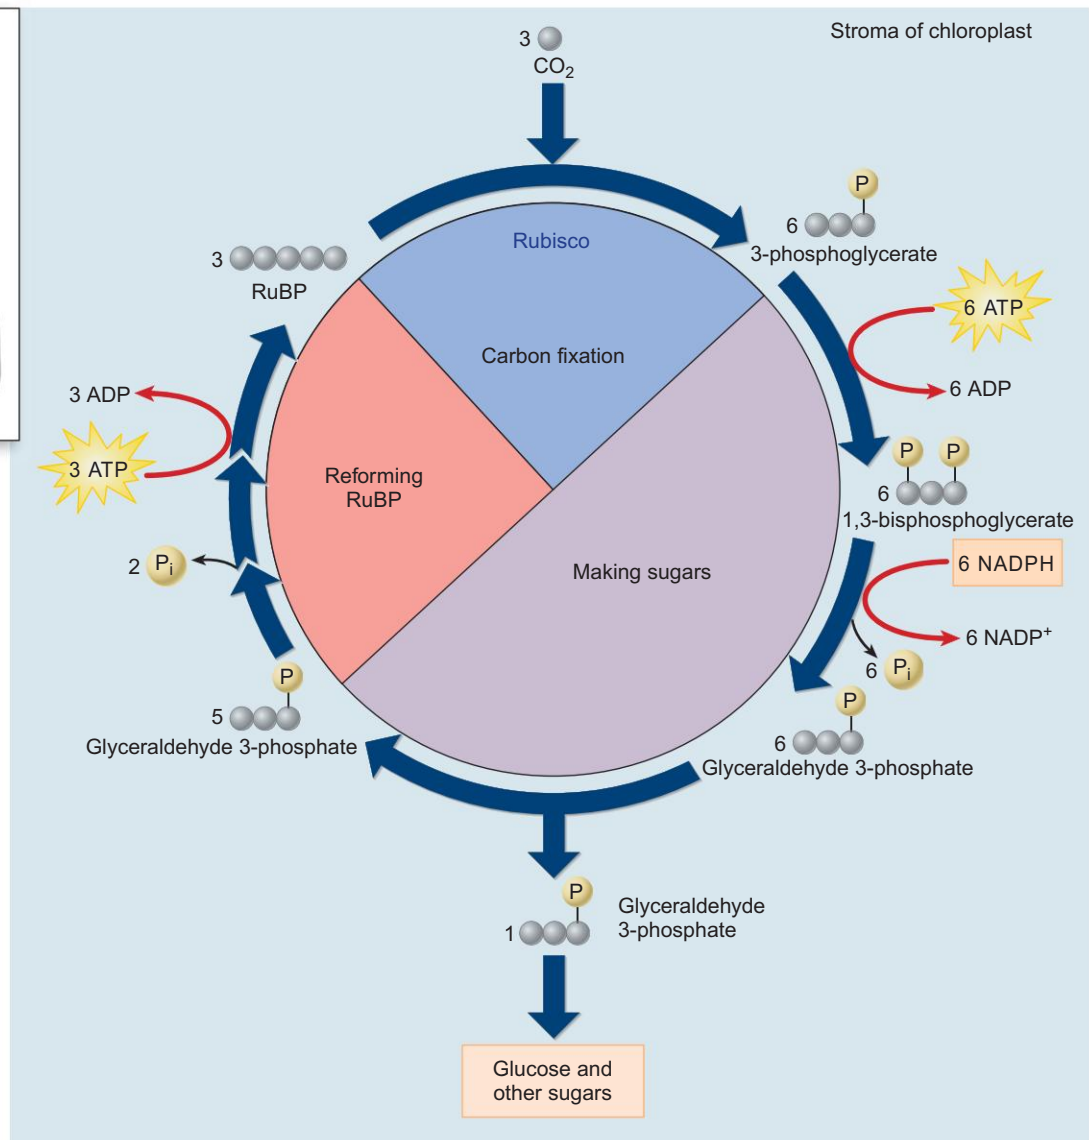 Stroma of chloroplast
3
CO₂
Rubisco
Carbon fixation
P
6
3-phosphoglycerate
6 ATP
6 ADP
P P
6
1,3-bisphosphoglycerate
6 NADPH
6 NADP⁺
6 Pᵢ
P
6
Glyceraldehyde 3-phosphate
Making sugars
P
1
Glyceraldehyde
3-phosphate
Glucose and
other sugars
P
5
Glyceraldehyde 3-phosphate
2 Pᵢ
3 ATP
3 ADP
Reforming
RuBP
3
RuBP